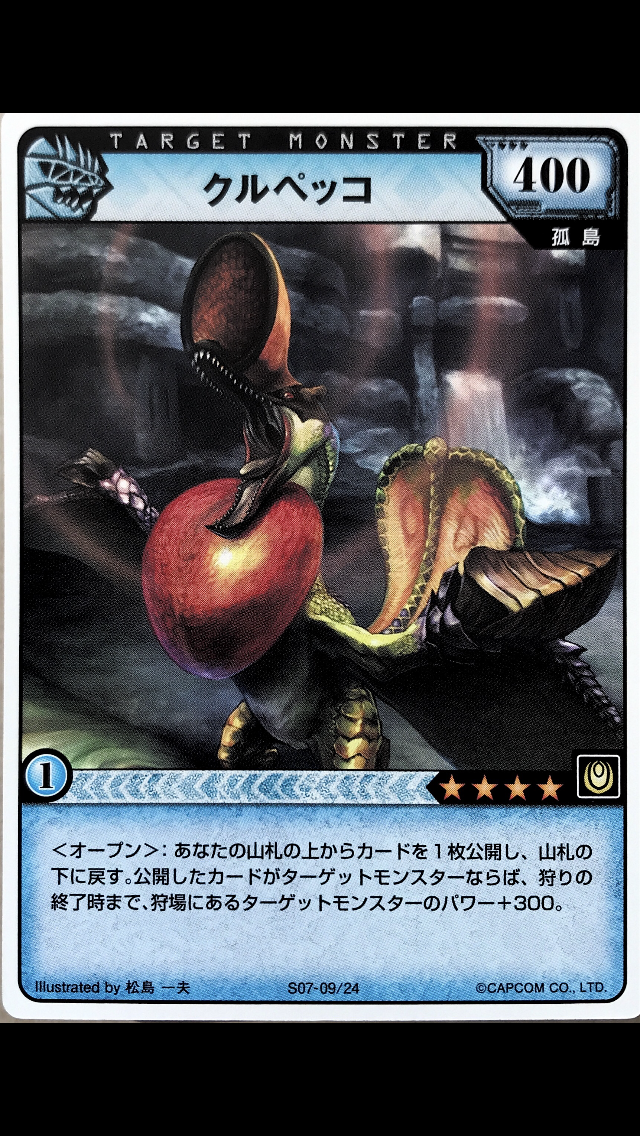 TARGET MONSTER
クルペッコ
400
孤島
1
<オープン>:あなたの山札の上からカードを1枚公開し、山札の
下に戻す。公開したカードがターゲットモンスターならば、狩りの
終了時まで、狩場にあるターゲットモンスターのパワー+300。
Illustrated by 松島 一夫 S07-09/24 ©CAPCOM CO., LTD.